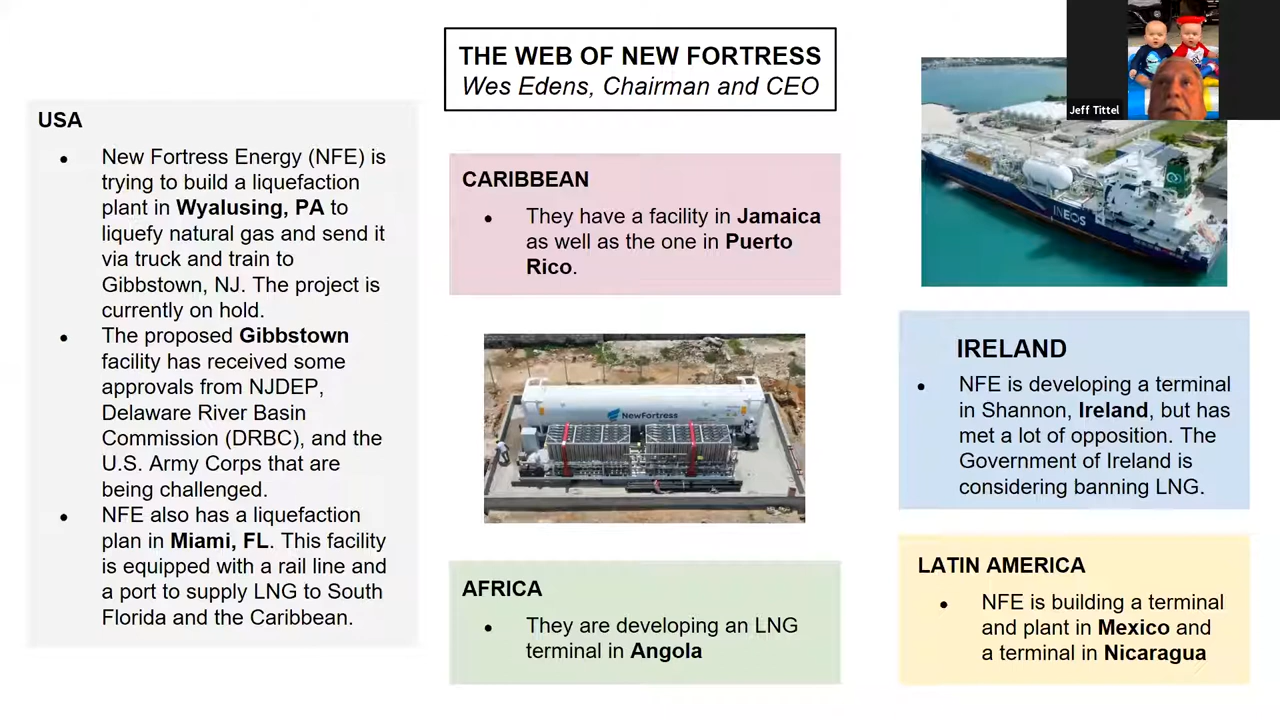 THE WEB OF NEW FORTRESS
Wes Edens, Chairman and CEO
Jeff Tittel
USA
● New Fortress Energy (NFE) is
trying to build a liquefaction
plant in Wyalusing, PA to
liquefy natural gas and send it
via truck and train to
Gibbstown, NJ. The project is
currently on hold.
● The proposed Gibbstown
facility has received some
approvals from NJDEP,
Delaware River Basin
Commission (DRBC), and the
U.S. Army Corps that are
being challenged.
● NFE also has a liquefaction
plan in Miami, FL. This facility
is equipped with a rail line and
a port to supply LNG to South
Florida and the Caribbean.
CARIBBEAN
● They have a facility in Jamaica
as well as the one in Puerto
Rico.
NewFortress
AFRICA
● They are developing an LNG
terminal in Angola
INEOS
IRELAND
● NFE is developing a terminal
in Shannon, Ireland, but has
met a lot of opposition. The
Government of Ireland is
considering banning LNG.
LATIN AMERICA
● NFE is building a terminal
and plant in Mexico and
a terminal in Nicaragua